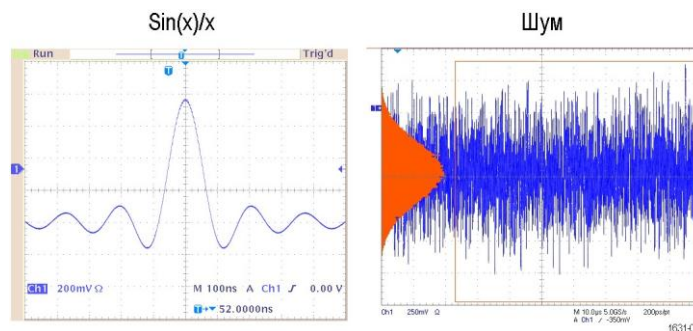 Sin(x)/x
Шум
Run
Trig'd
T
T
1
Ch1 200mV Ω M 100ns A Ch1 ∫ 0.00 V
T→▼ 52.0000ns
Ch1 250mV Ω M 10.0µs 5.0GS/s 200ps/pt
A Ch1 ∕ -350mV